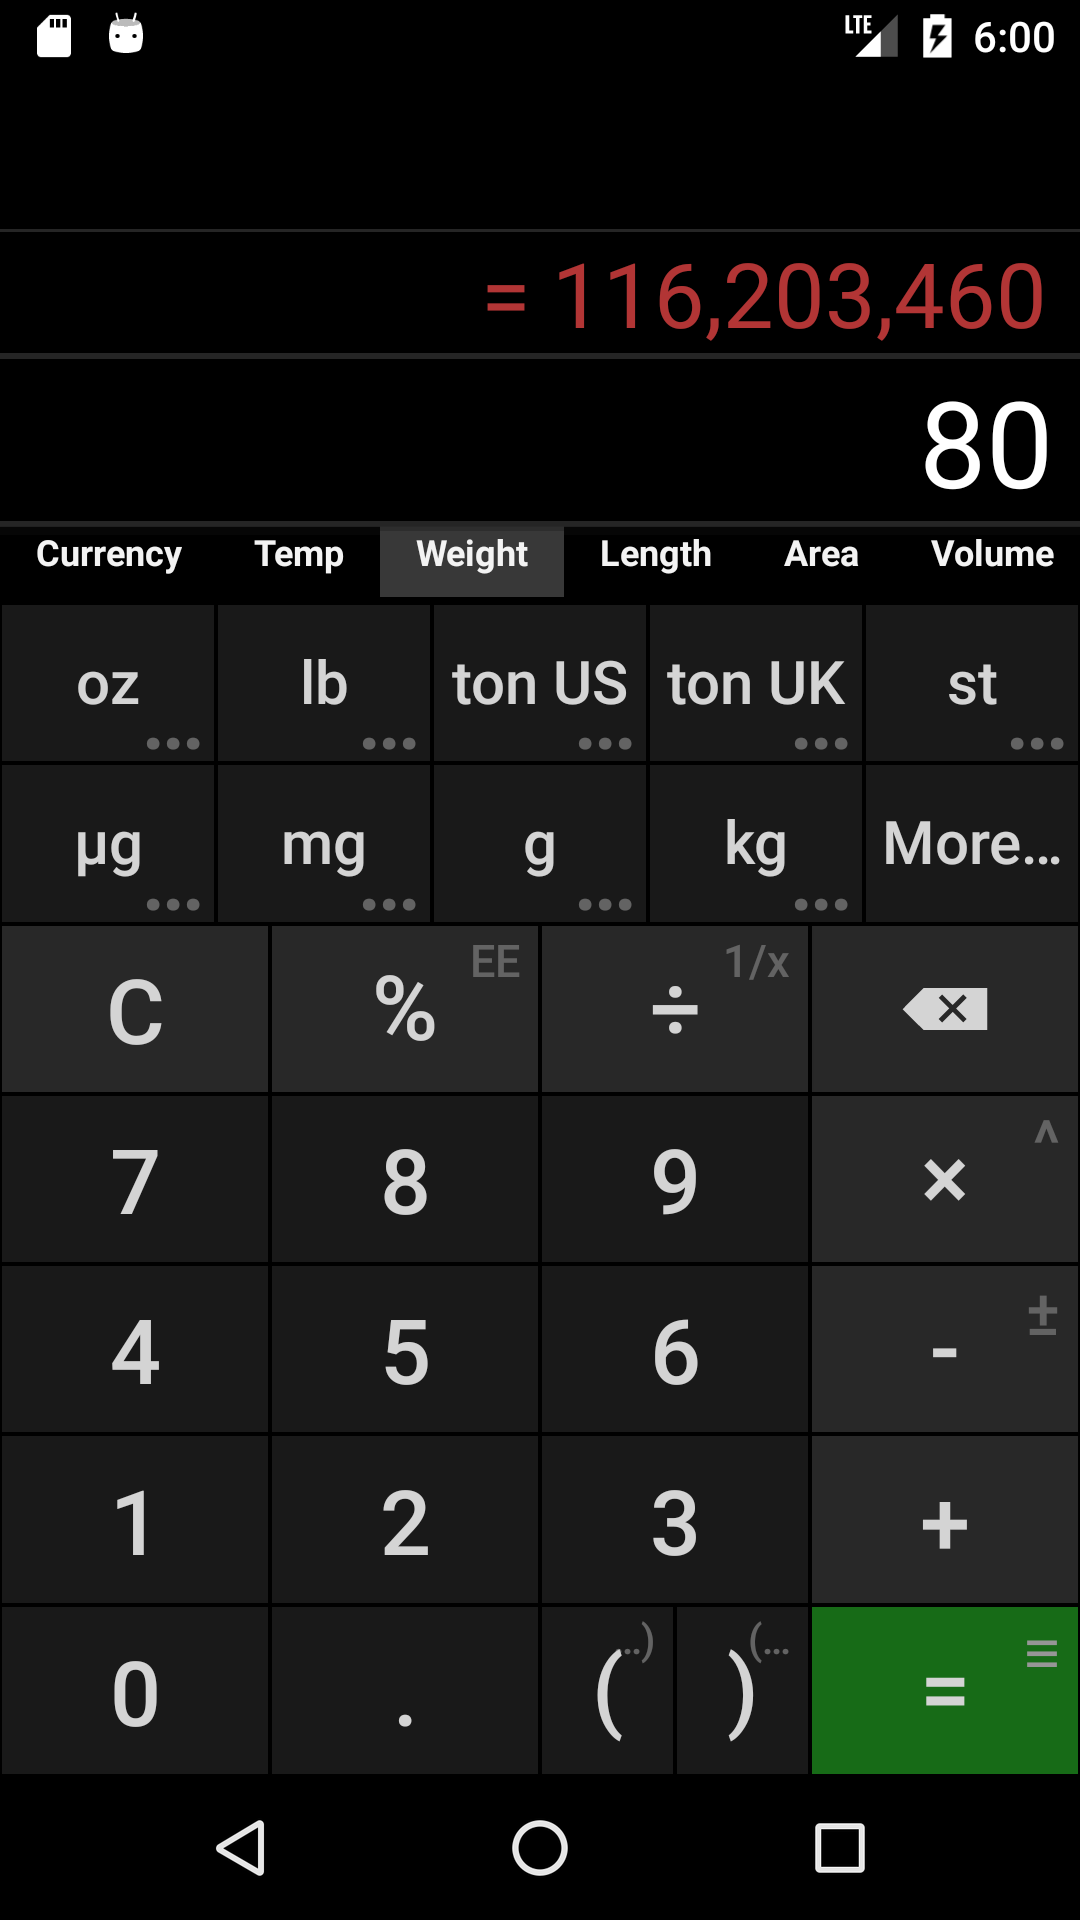 LTE 6:00
= 116,203,460
80
Currency Temp Weight Length Area Volume
oz lb ton US ton UK st
µg mg g kg More...
C % EE ÷ 1/x
7 8 9 × ^
4 5 6 - ±
1 2 3 +
0 . ( ..) ) (... =